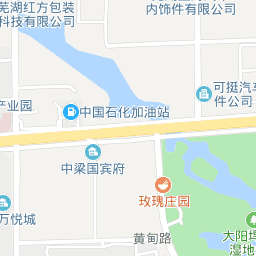 芜湖红方包装
科技有限公司
内饰件有限公司
可挺汽车
件公司
产业园
中国石化加油站
中梁国宾府
玫瑰庄园
万悦城
黄甸路
大阳垾
湿地